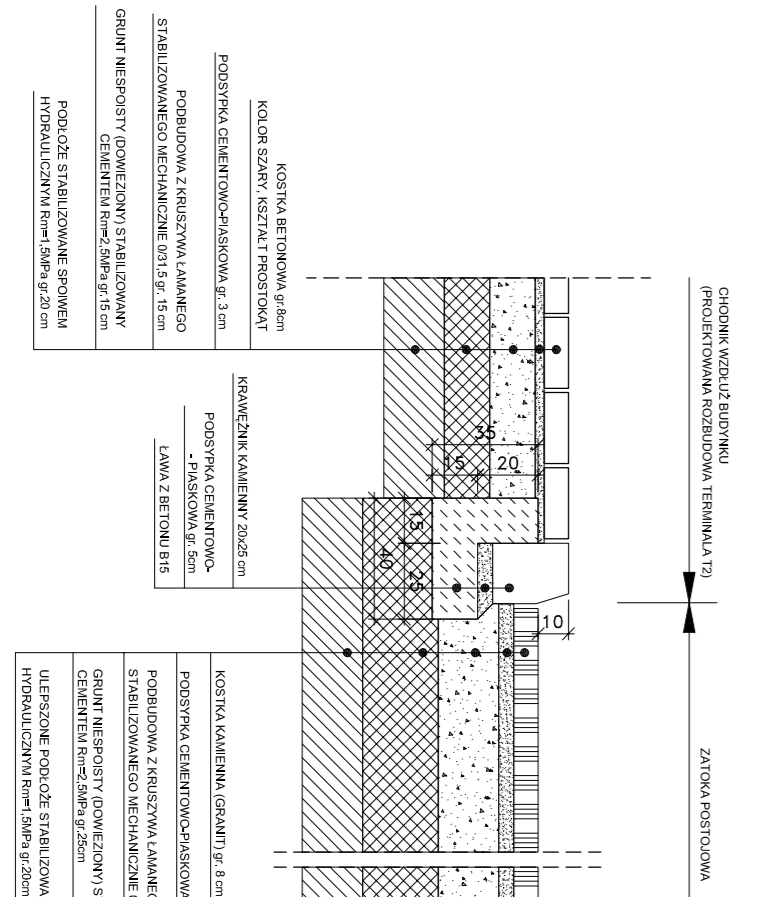 CHODNIK WZDŁUŻ BUDYNKU
(PROJEKTOWANA ROZBUDOWA TERMINALA T2)
ZATOKA POSTOJOWA
KOSTKA BETONOWA gr.8cm
KOLOR SZARY, KSZTAŁT PROSTOKĄT
PODSYPKA CEMENTOWO-PIASKOWA gr. 3 cm
PODBUDOWA Z KRUSZYWA ŁAMANEGO
STABILIZOWANEGO MECHANICZNIE 0/31,5 gr. 15 cm
GRUNT NIESPOISTY (DOWIEZIONY) STABILIZOWANY
CEMENTEM Rm=2,5MPa gr.15 cm
PODŁOŻE STABILIZOWANE SPOIWEM
HYDRAULICZNYM Rm=1,5MPa gr.20 cm
KRAWĘŻNIK KAMIENNY 20x25 cm
PODSYPKA CEMENTOWO-
- PIASKOWA gr. 5cm
ŁAWA Z BETONU B15
35
15
20
15
25
40
10
KOSTKA KAMIENNA (GRANIT) gr. 8 cm
PODSYPKA CEMENTOWO-PIASKOWA
PODBUDOWA Z KRUSZYWA ŁAMANEG
STABILIZOWANEGO MECHANICZNIE
GRUNT NIESPOISTY (DOWIEZIONY) S
CEMENTEM Rm=2,5MPa gr.25cm
ULEPSZONE PODŁOŻE STABILIZOWA
HYDRAULICZNYM Rm=1,5MPa gr.20cm